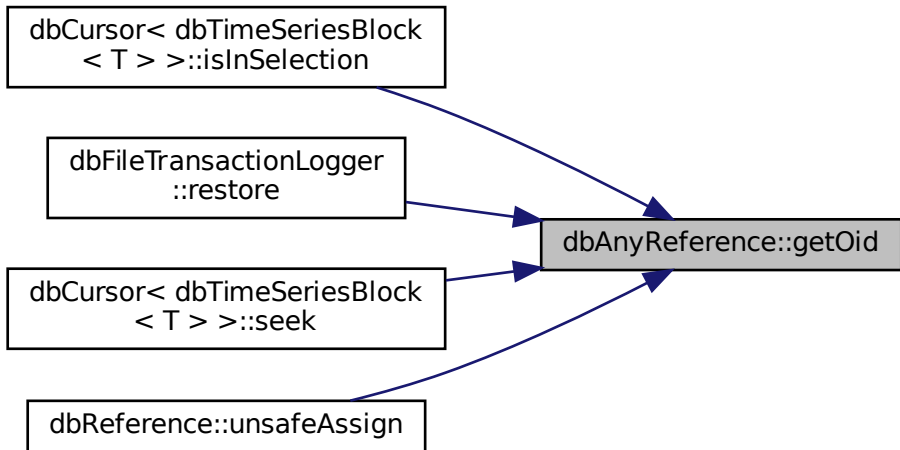 dbCursor< dbTimeSeriesBlock
< T > >::isInSelection
dbFileTransactionLogger
::restore
dbAnyReference::getOid
dbCursor< dbTimeSeriesBlock
< T > >::seek
dbReference::unsafeAssign